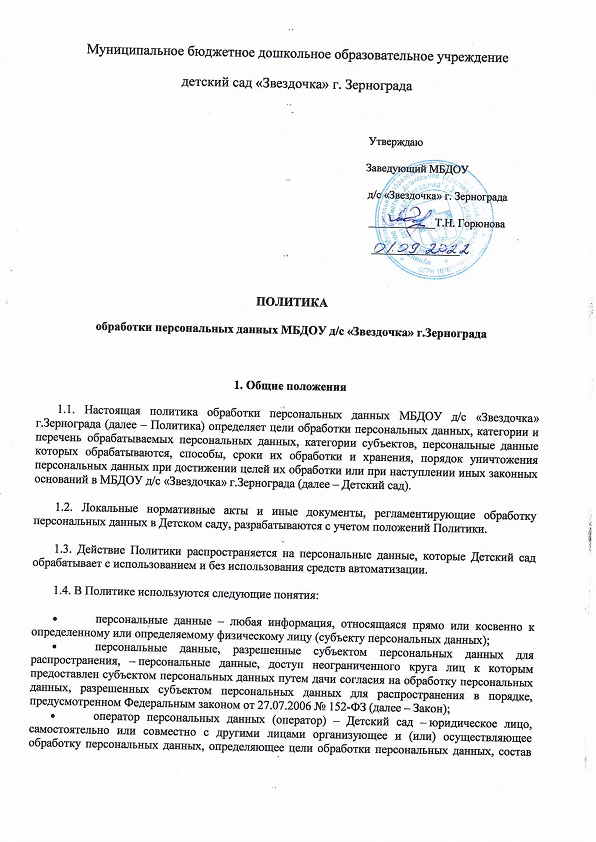 Муниципальное бюджетное дошкольное образовательное учреждение
детский сад «Звездочка» г. Зернограда
Утверждаю
Заведующий МБДОУ
д/с «Звездочка» г. Зернограда
Т.Н. Горюнова
01.09.2022
ПОЛИТИКА
обработки персональных данных МБДОУ д/с «Звездочка» г.Зернограда
1. Общие положения
1.1. Настоящая политика обработки персональных данных МБДОУ д/с «Звездочка»
г.Зернограда (далее – Политика) определяет цели обработки персональных данных, категории и
перечень обрабатываемых персональных данных, категории субъектов, персональные данные
которых обрабатываются, способы, сроки их обработки и хранения, порядок уничтожения
персональных данных при достижении целей их обработки или при наступлении иных законных
оснований в МБДОУ д/с «Звездочка» г.Зернограда (далее – Детский сад).
1.2. Локальные нормативные акты и иные документы, регламентирующие обработку
персональных данных в Детском саду, разрабатываются с учетом положений Политики.
1.3. Действие Политики распространяется на персональные данные, которые Детский сад
обрабатывает с использованием и без использования средств автоматизации.
1.4. В Политике используются следующие понятия:
• персональные данные – любая информация, относящаяся прямо или косвенно к
определенному или определяемому физическому лицу (субъекту персональных данных);
• персональные данные, разрешенные субъектом персональных данных для
распространения, – персональные данные, доступ неограниченного круга лиц к которым
предоставлен субъектом персональных данных путем дачи согласия на обработку персональных
данных, разрешенных субъектом персональных данных для распространения в порядке,
предусмотренном Федеральным законом от 27.07.2006 № 152-ФЗ (далее – Закон);
• оператор персональных данных (оператор) – Детский сад – юридическое лицо,
самостоятельно или совместно с другими лицами организующее и (или) осуществляющее
обработку персональных данных, определяющее цели обработки персональных данных, состав